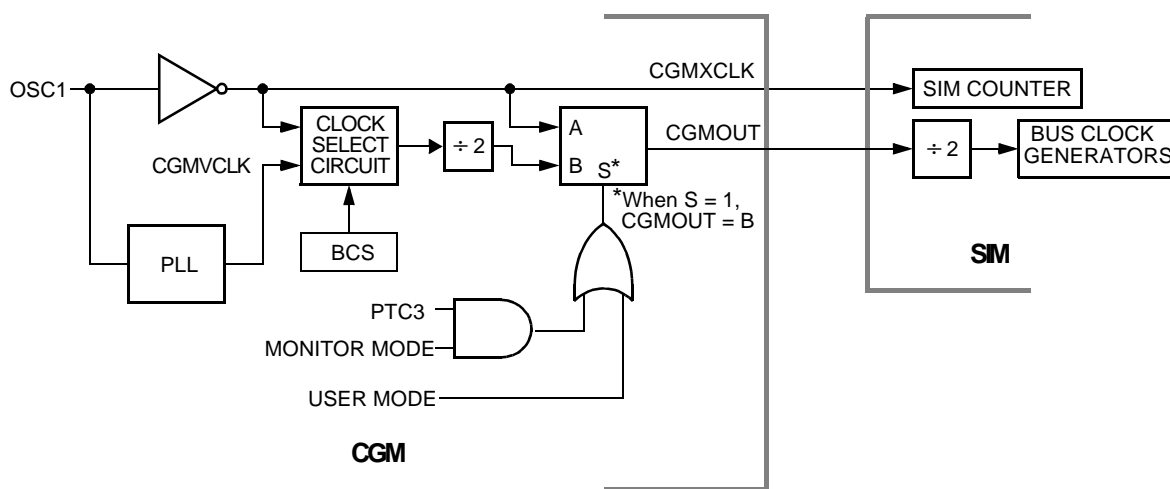 OSC1
CGMXCLK
SIM COUNTER
CLOCK
SELECT
CIRCUIT
÷ 2
A
B
S*
CGMOUT
÷ 2
BUS CLOCK
GENERATORS
CGMVCLK
*When S = 1,
CGMOUT = B
BCS
PLL
SIM
PTC3
MONITOR MODE
USER MODE
CGM